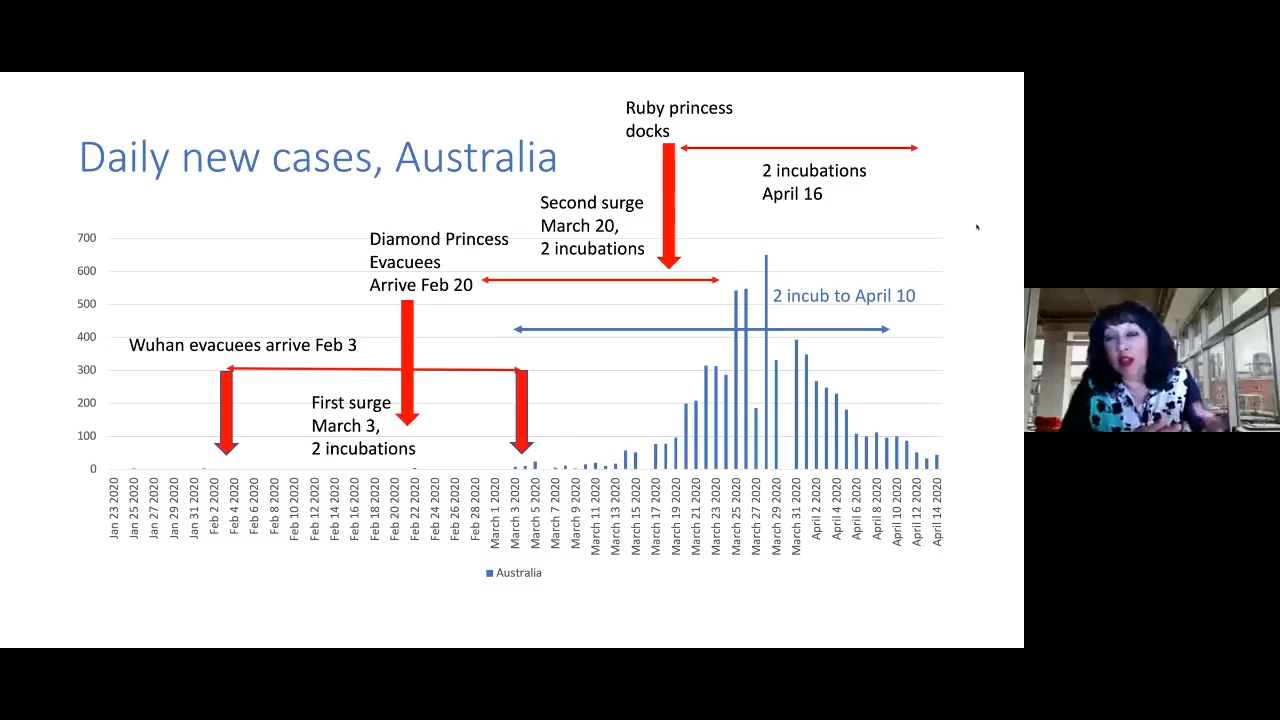 Ruby princess
docks
Daily new cases, Australia
2 incubations
April 16
Second surge
March 20,
2 incubations
Diamond Princess
Evacuees
Arrive Feb 20
2 incub to April 10
Wuhan evacuees arrive Feb 3
First surge
March 3,
2 incubations
700
600
500
400
300
200
100
0
Jan 23 2020
Jan 25 2020
Jan 27 2020
Jan 29 2020
Jan 31 2020
Feb 2 2020
Feb 4 2020
Feb 6 2020
Feb 8 2020
Feb 10 2020
Feb 12 2020
Feb 14 2020
Feb 16 2020
Feb 18 2020
Feb 20 2020
Feb 22 2020
Feb 24 2020
Feb 26 2020
Feb 28 2020
March 1 2020
March 3 2020
March 5 2020
March 7 2020
March 9 2020
March 11 2020
March 13 2020
March 15 2020
March 17 2020
March 19 2020
March 21 2020
March 23 2020
March 25 2020
March 27 2020
March 29 2020
March 31 2020
April 2 2020
April 4 2020
April 6 2020
April 8 2020
April 10 2020
April 12 2020
April 14 2020
Australia